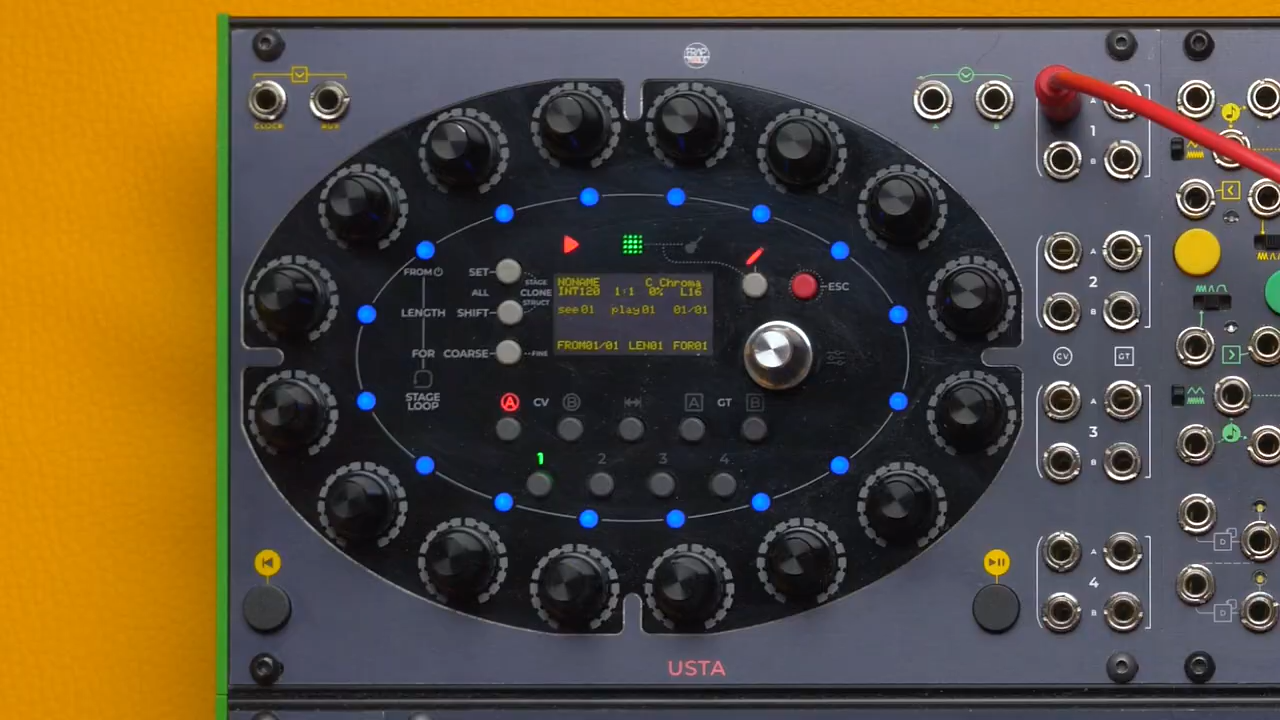 FRAP
TOOLS
CLOCK
AUX
A
B
A
1
B
FROM
SET
STAGE
ALL
CLONE
STRUCT
LENGTH
SHIFT
FOR
COARSE
FINE
STAGE
LOOP
NONAME C Chroma
INT120 1:1 0% L16
see01 play01 01/01
FROM01/01 LEN01 FOR01
ESC
A CV B GT A B
1 2 3 4
A
2
B
CV GT
A
3
B
A
4
B
D
D
USTA